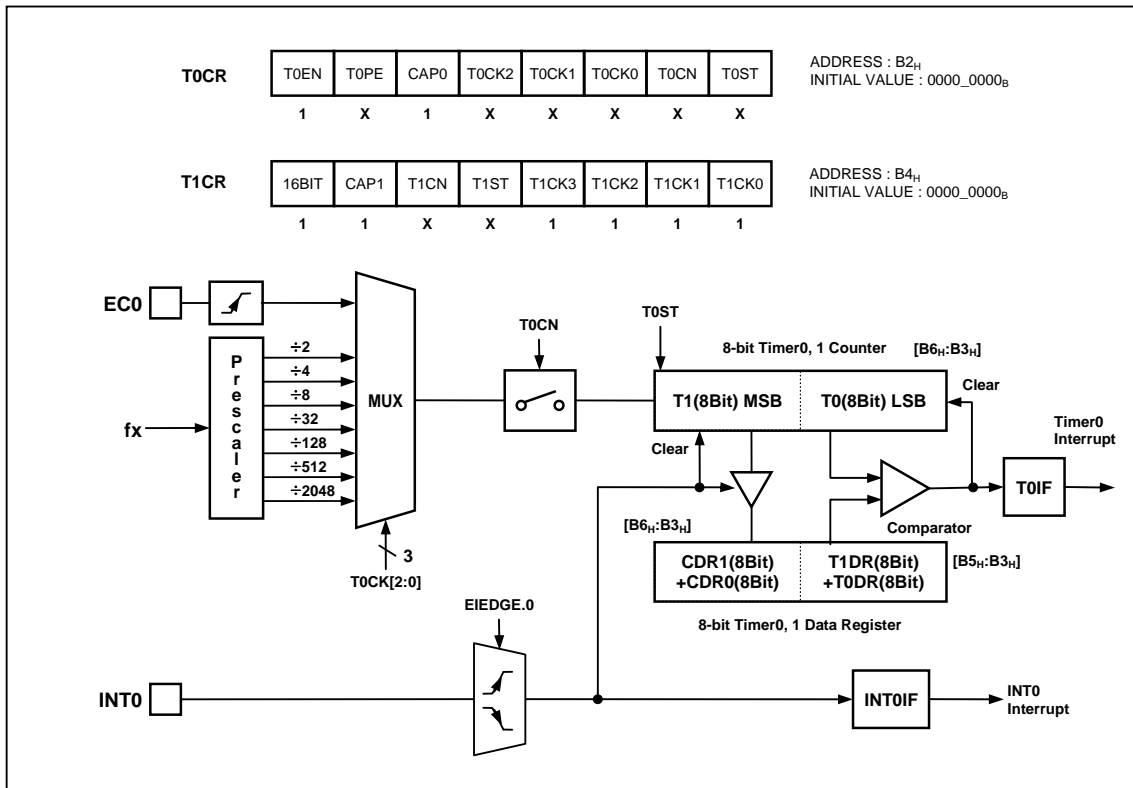 T0CR T0EN T0PE CAP0 T0CK2 T0CK1 T0CK0 T0CN T0ST
ADDRESS : B2H
INITIAL VALUE : 0000_0000B
1 X 1 X X X X X
T1CR 16BIT CAP1 T1CN T1ST T1CK3 T1CK2 T1CK1 T1CK0
ADDRESS : B4H
INITIAL VALUE : 0000_0000B
1 1 X X 1 1 1 1
EC0
fx
Prescaler
÷2
÷4
÷8
÷32
÷128
÷512
÷2048
MUX
3
T0CK[2:0]
T0CN
T0ST
8-bit Timer0, 1 Counter [B6H:B3H]
T1(8Bit) MSB T0(8Bit) LSB
Clear
Clear
Comparator
T0IF
Timer0
Interrupt
[B6H:B3H]
CDR1(8Bit)
+CDR0(8Bit)
T1DR(8Bit)
+T0DR(8Bit)
[B5H:B3H]
8-bit Timer0, 1 Data Register
EIEDGE.0
INT0
INT0IF
INT0
Interrupt